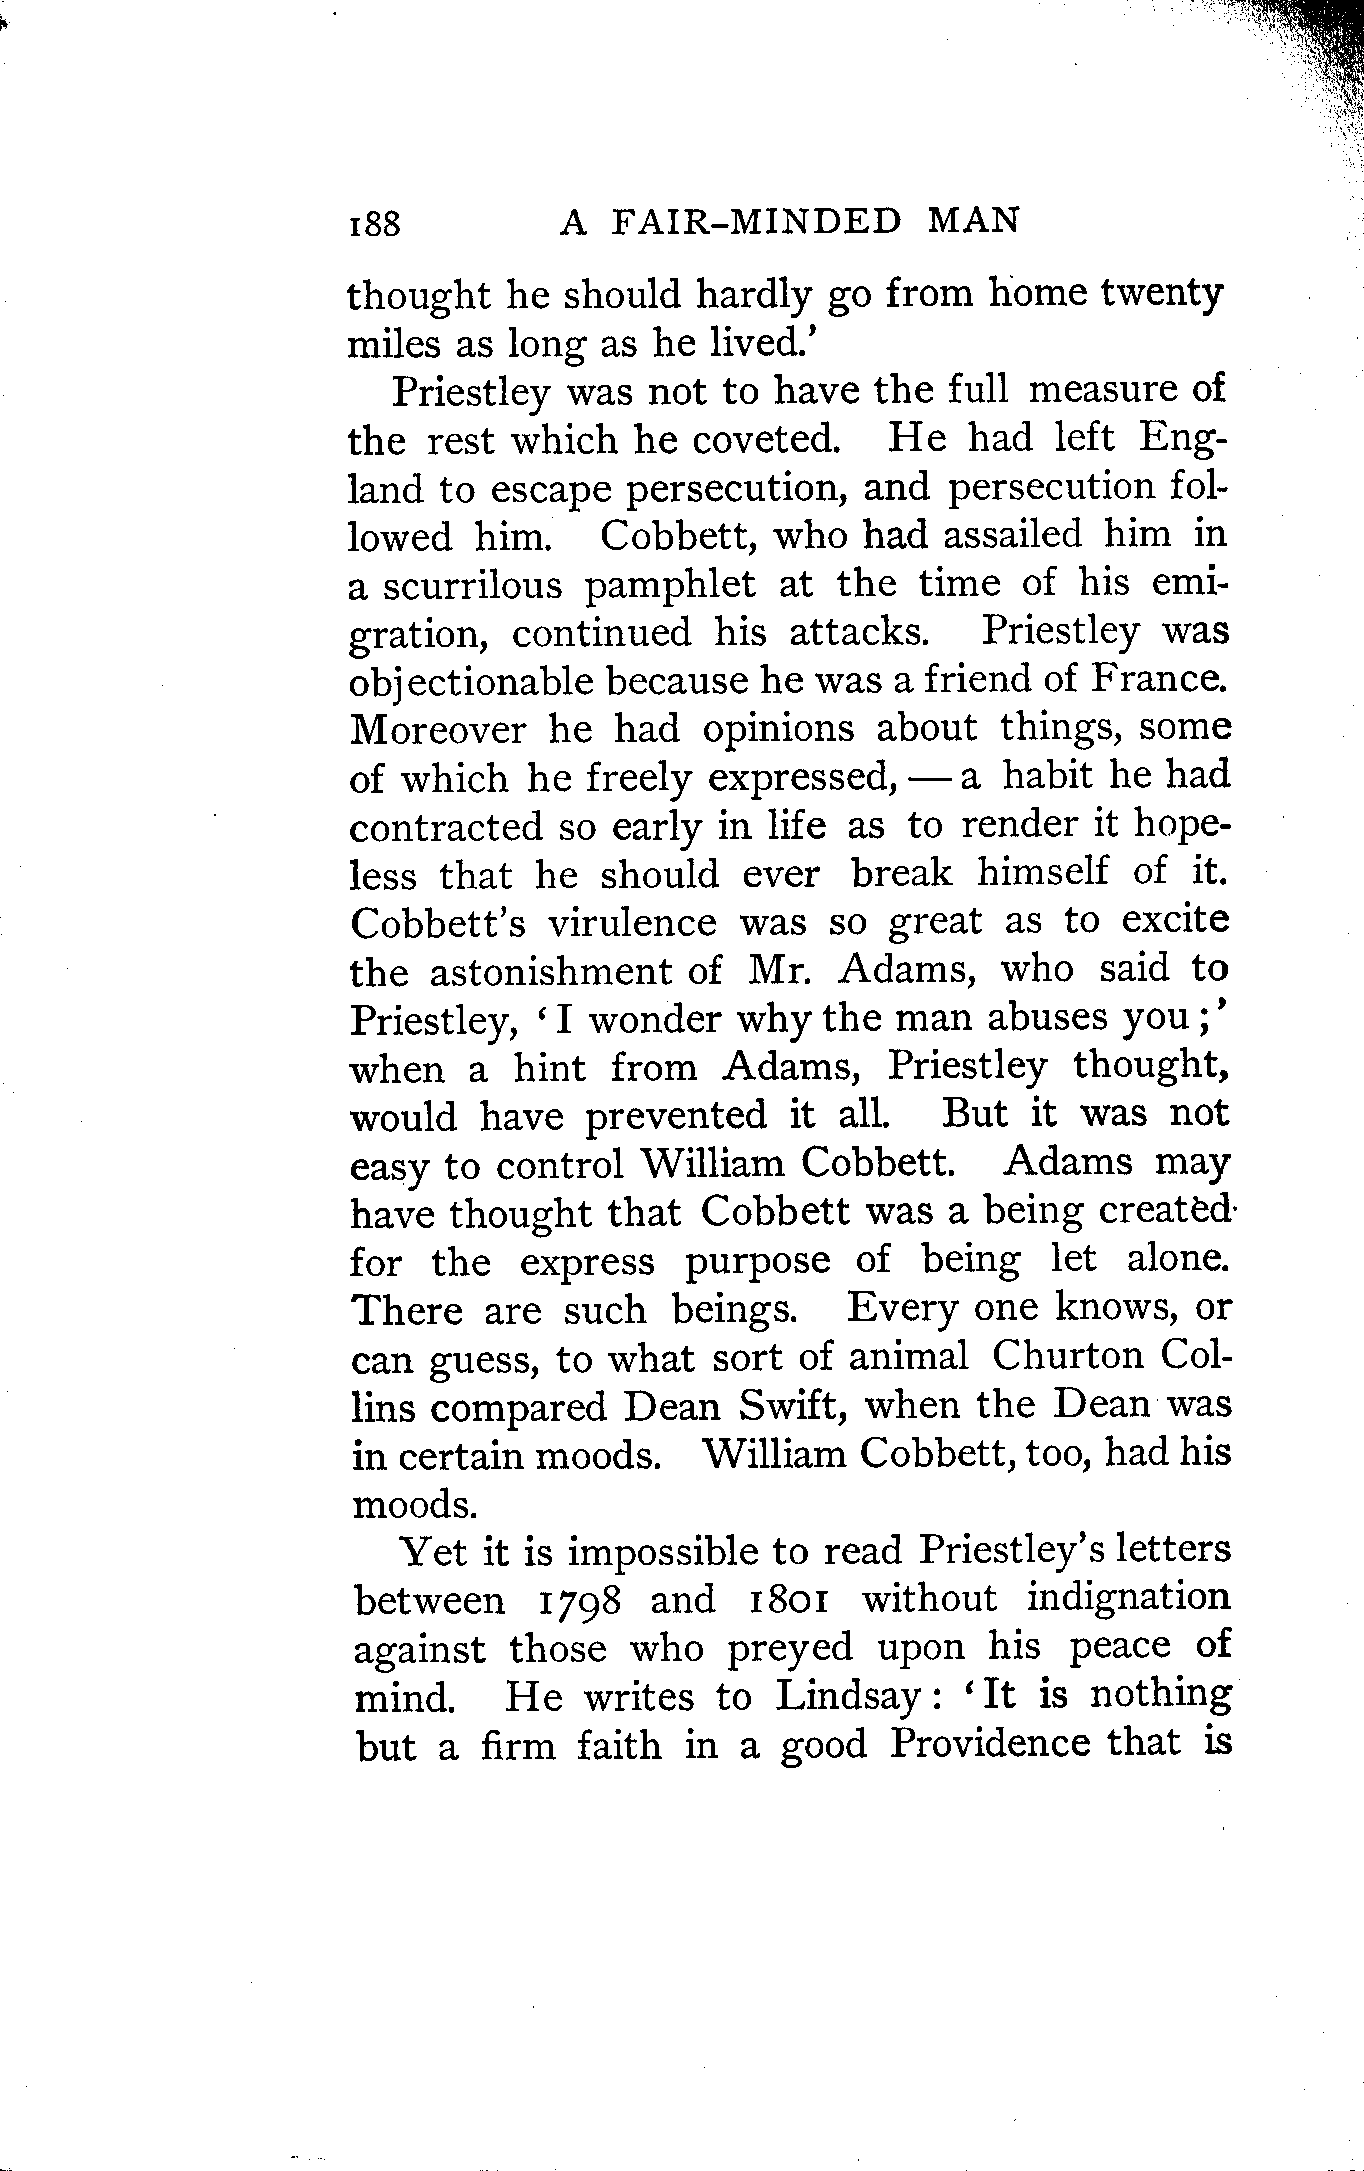 188 A FAIR-MINDED MAN
thought he should hardly go from home twenty
miles as long as he lived.'
Priestley was not to have the full measure of
the rest which he coveted. He had left Eng-
land to escape persecution, and persecution fol-
lowed him. Cobbett, who had assailed him in
a scurrilous pamphlet at the time of his emi-
gration, continued his attacks. Priestley was
objectionable because he was a friend of France.
Moreover he had opinions about things, some
of which he freely expressed, — a habit he had
contracted so early in life as to render it hope-
less that he should ever break himself of it.
Cobbett's virulence was so great as to excite
the astonishment of Mr. Adams, who said to
Priestley, ‘I wonder why the man abuses you;’
when a hint from Adams, Priestley thought,
would have prevented it all. But it was not
easy to control William Cobbett. Adams may
have thought that Cobbett was a being created
for the express purpose of being let alone.
There are such beings. Every one knows, or
can guess, to what sort of animal Churton Col-
lins compared Dean Swift, when the Dean was
in certain moods. William Cobbett, too, had his
moods.
Yet it is impossible to read Priestley's letters
between 1798 and 1801 without indignation
against those who preyed upon his peace of
mind. He writes to Lindsay: ‘It is nothing
but a firm faith in a good Providence that is